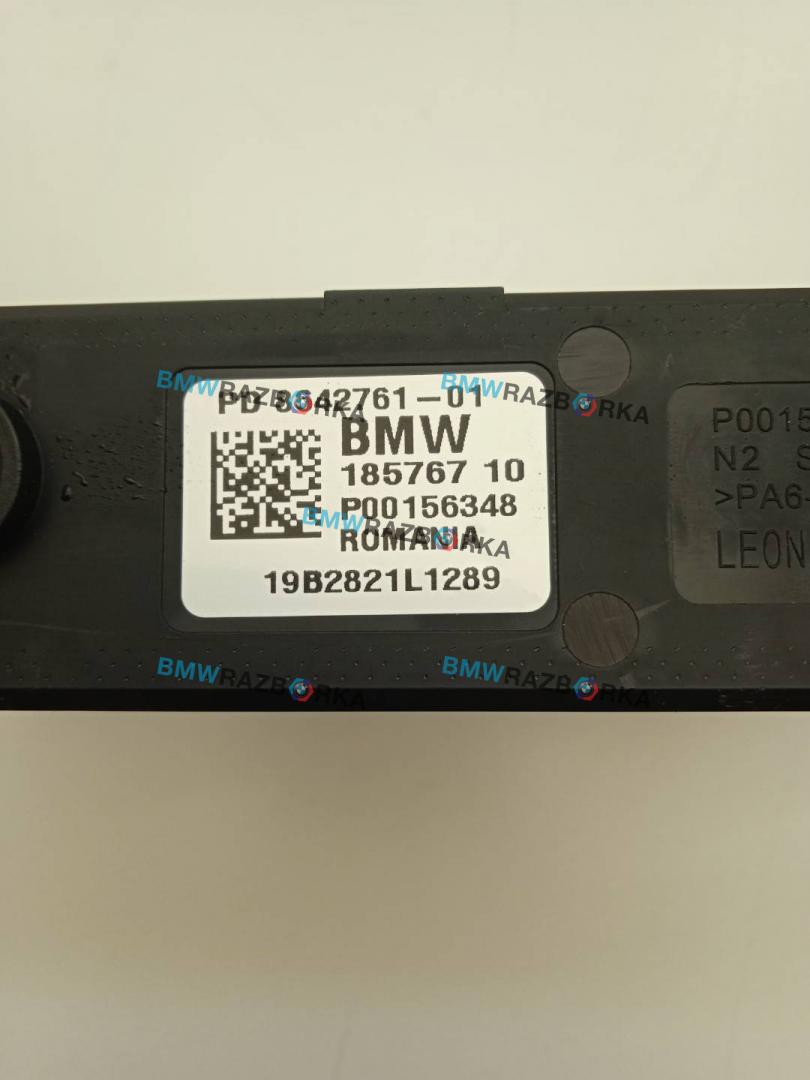 PD 8642761-01
BMW
185767 10
P00156348
ROMANIA
19B2821L1289
P0015
N2 S
>PA6-
LEON
BMWRAZBORKA
BMWRAZBORKA
BMWRAZBORKA
BMWRAZBORKA
BMWRAZBORKA